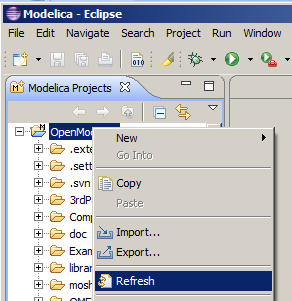 Modelica - Eclipse
File Edit Navigate Search Project Run Window
Modelica Projects
OpenMod
.exte
.sett
.svn
3rdP
Comp
doc
Exam
librar
mosh
New
Go Into
Copy
Paste
Import...
Export...
Refresh